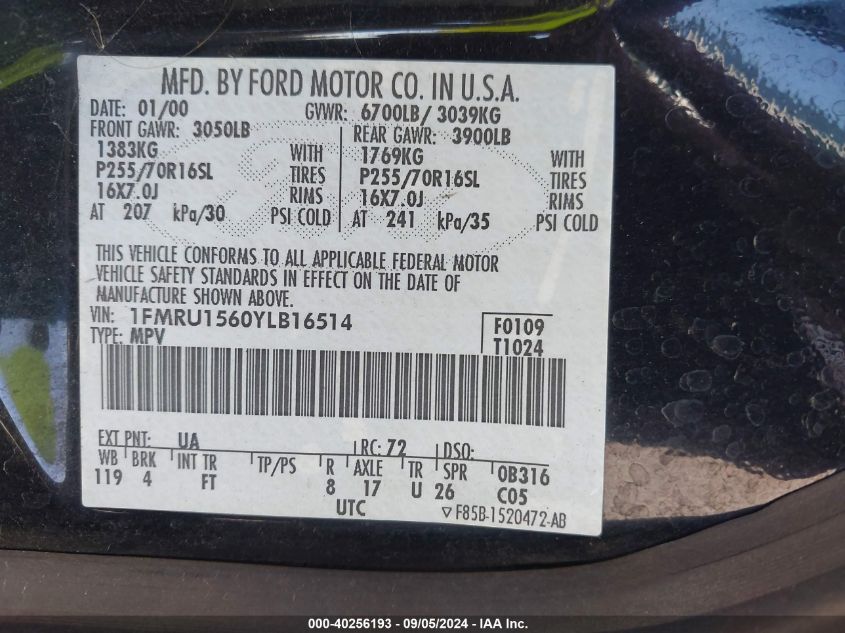 MFD. BY FORD MOTOR CO. IN U.S.A.
DATE: 01/00 GVWR: 6700LB/ 3039KG
FRONT GAWR: 3050LB REAR GAWR: 3900LB
1383KG WITH 1769KG WITH
P255/70R16SL TIRES P255/70R16SL TIRES
16X7.0J RIMS 16X7.0J RIMS
AT 207 kPa/30 PSI COLD AT 241 kPa/35 PSI COLD
THIS VEHICLE CONFORMS TO ALL APPLICABLE FEDERAL MOTOR
VEHICLE SAFETY STANDARDS IN EFFECT ON THE DATE OF
MANUFACTURE SHOWN ABOVE.
VIN: 1FMRU1560YLB16514 F0109
TYPE: MPV T1024
EXT PNT: UA RC: 72 DSO:
WB BRK INT TR TP/PS R AXLE TR SPR 0B316
119 4 FT 8 17 U 26 C05
UTC ▽F85B-1520472-AB
000-40256193 - 09/05/2024 - IAA Inc.